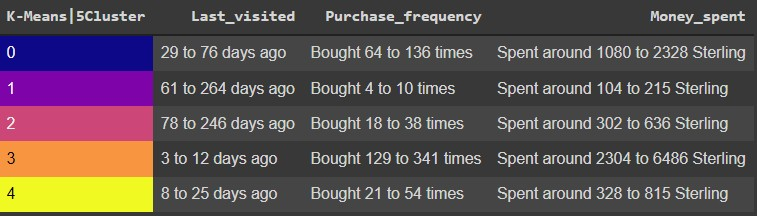 K-Means|5Cluster Last_visited Purchase_frequency Money_spent
0 29 to 76 days ago Bought 64 to 136 times Spent around 1080 to 2328 Sterling
1 61 to 264 days ago Bought 4 to 10 times Spent around 104 to 215 Sterling
2 78 to 246 days ago Bought 18 to 38 times Spent around 302 to 636 Sterling
3 3 to 12 days ago Bought 129 to 341 times Spent around 2304 to 6486 Sterling
4 8 to 25 days ago Bought 21 to 54 times Spent around 328 to 815 Sterling